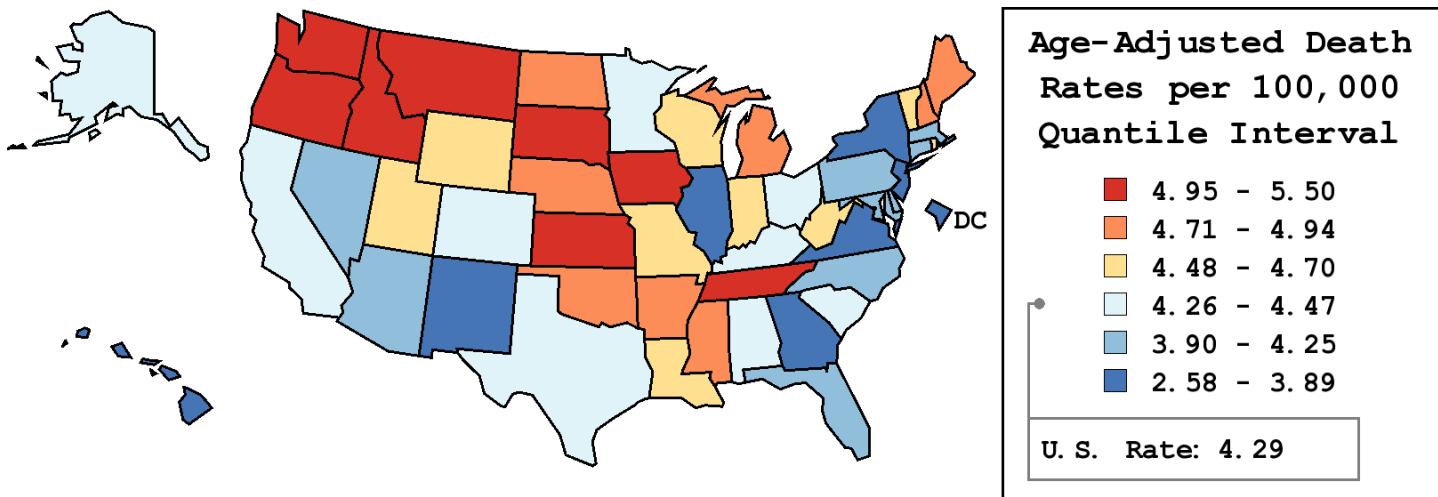 Age-Adjusted Death
Rates per 100,000
Quantile Interval
4.95 - 5.50
4.71 - 4.94
4.48 - 4.70
4.26 - 4.47
3.90 - 4.25
2.58 - 3.89
U.S. Rate: 4.29
DC